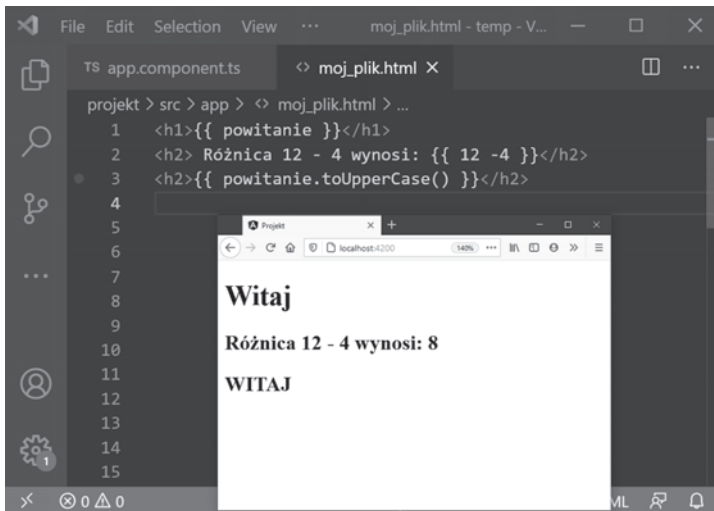 File Edit Selection View ··· moj_plik.html - temp - V...
TS app.component.ts <> moj_plik.html ×
projekt > src > app > <> moj_plik.html > ...
1 <h1>{{ powitanie }}</h1>
2 <h2> Różnica 12 - 4 wynosi: {{ 12 -4 }}</h2>
3 <h2>{{ powitanie.toUpperCase() }}</h2>
4
5
6
7
8
9
10
11
12
13
14
15
Projekt
localhost:4200 140%
Witaj
Różnica 12 - 4 wynosi: 8
WITAJ
1
0 0 ML